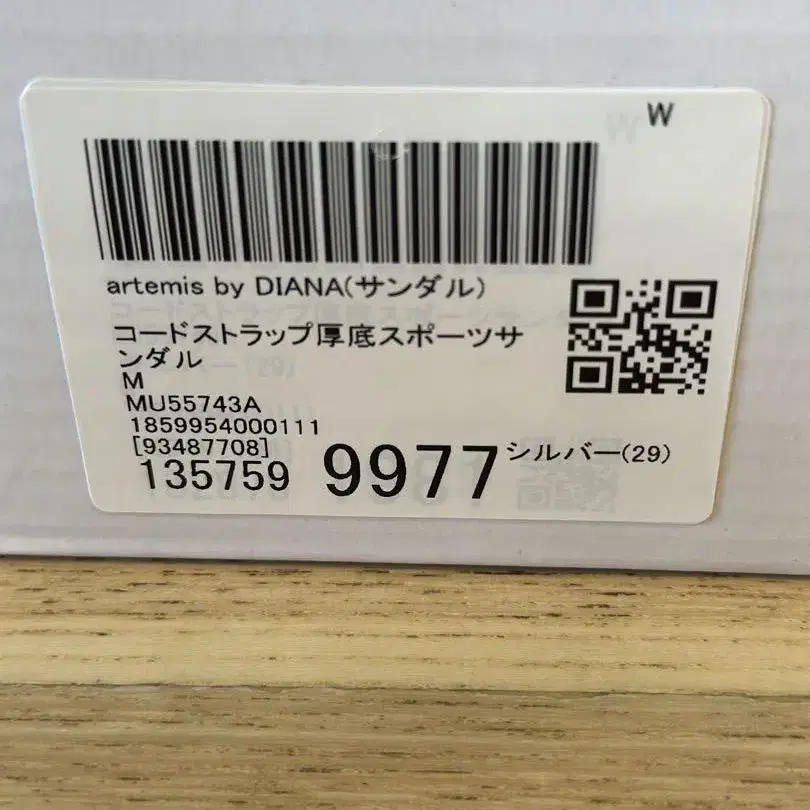 W
artemis by DIANA(サンダル)
コードストラップ厚底スポーツサ
ンダル
M
MU55743A
1859954000111
[93487708]
135759 9977 シルバー(29)